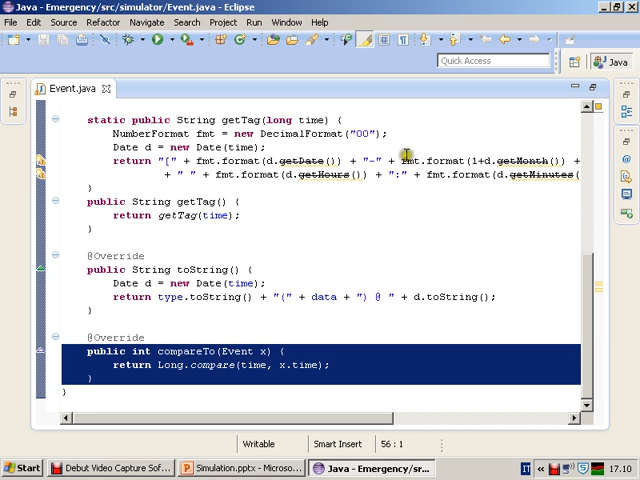 Java - Emergency/src/simulator/Event.java - Eclipse
File Edit Source Refactor Navigate Search Project Run Window Help
Quick Access
Java
Event.java
static public String getTag(long time) {
NumberFormat fmt = new DecimalFormat("00");
Date d = new Date(time);
return "[" + fmt.format(d.getDate()) + "-" + fmt.format(1+d.getMonth()) +
+ " " + fmt.format(d.getHours()) + ":" + fmt.format(d.getMinutes(
}
public String getTag() {
return getTag(time);
}
@Override
public String toString() {
Date d = new Date(time);
return type.toString() + "(" + data + ") @ " + d.toString();
}
@Override
public int compareTo(Event x) {
return Long.compare(time, x.time);
}
}
Writable Smart Insert 56 : 1
Start Debut Video Capture Sof... Simulation.pptx - Microso... Java - Emergency/sr... IT « 17.10